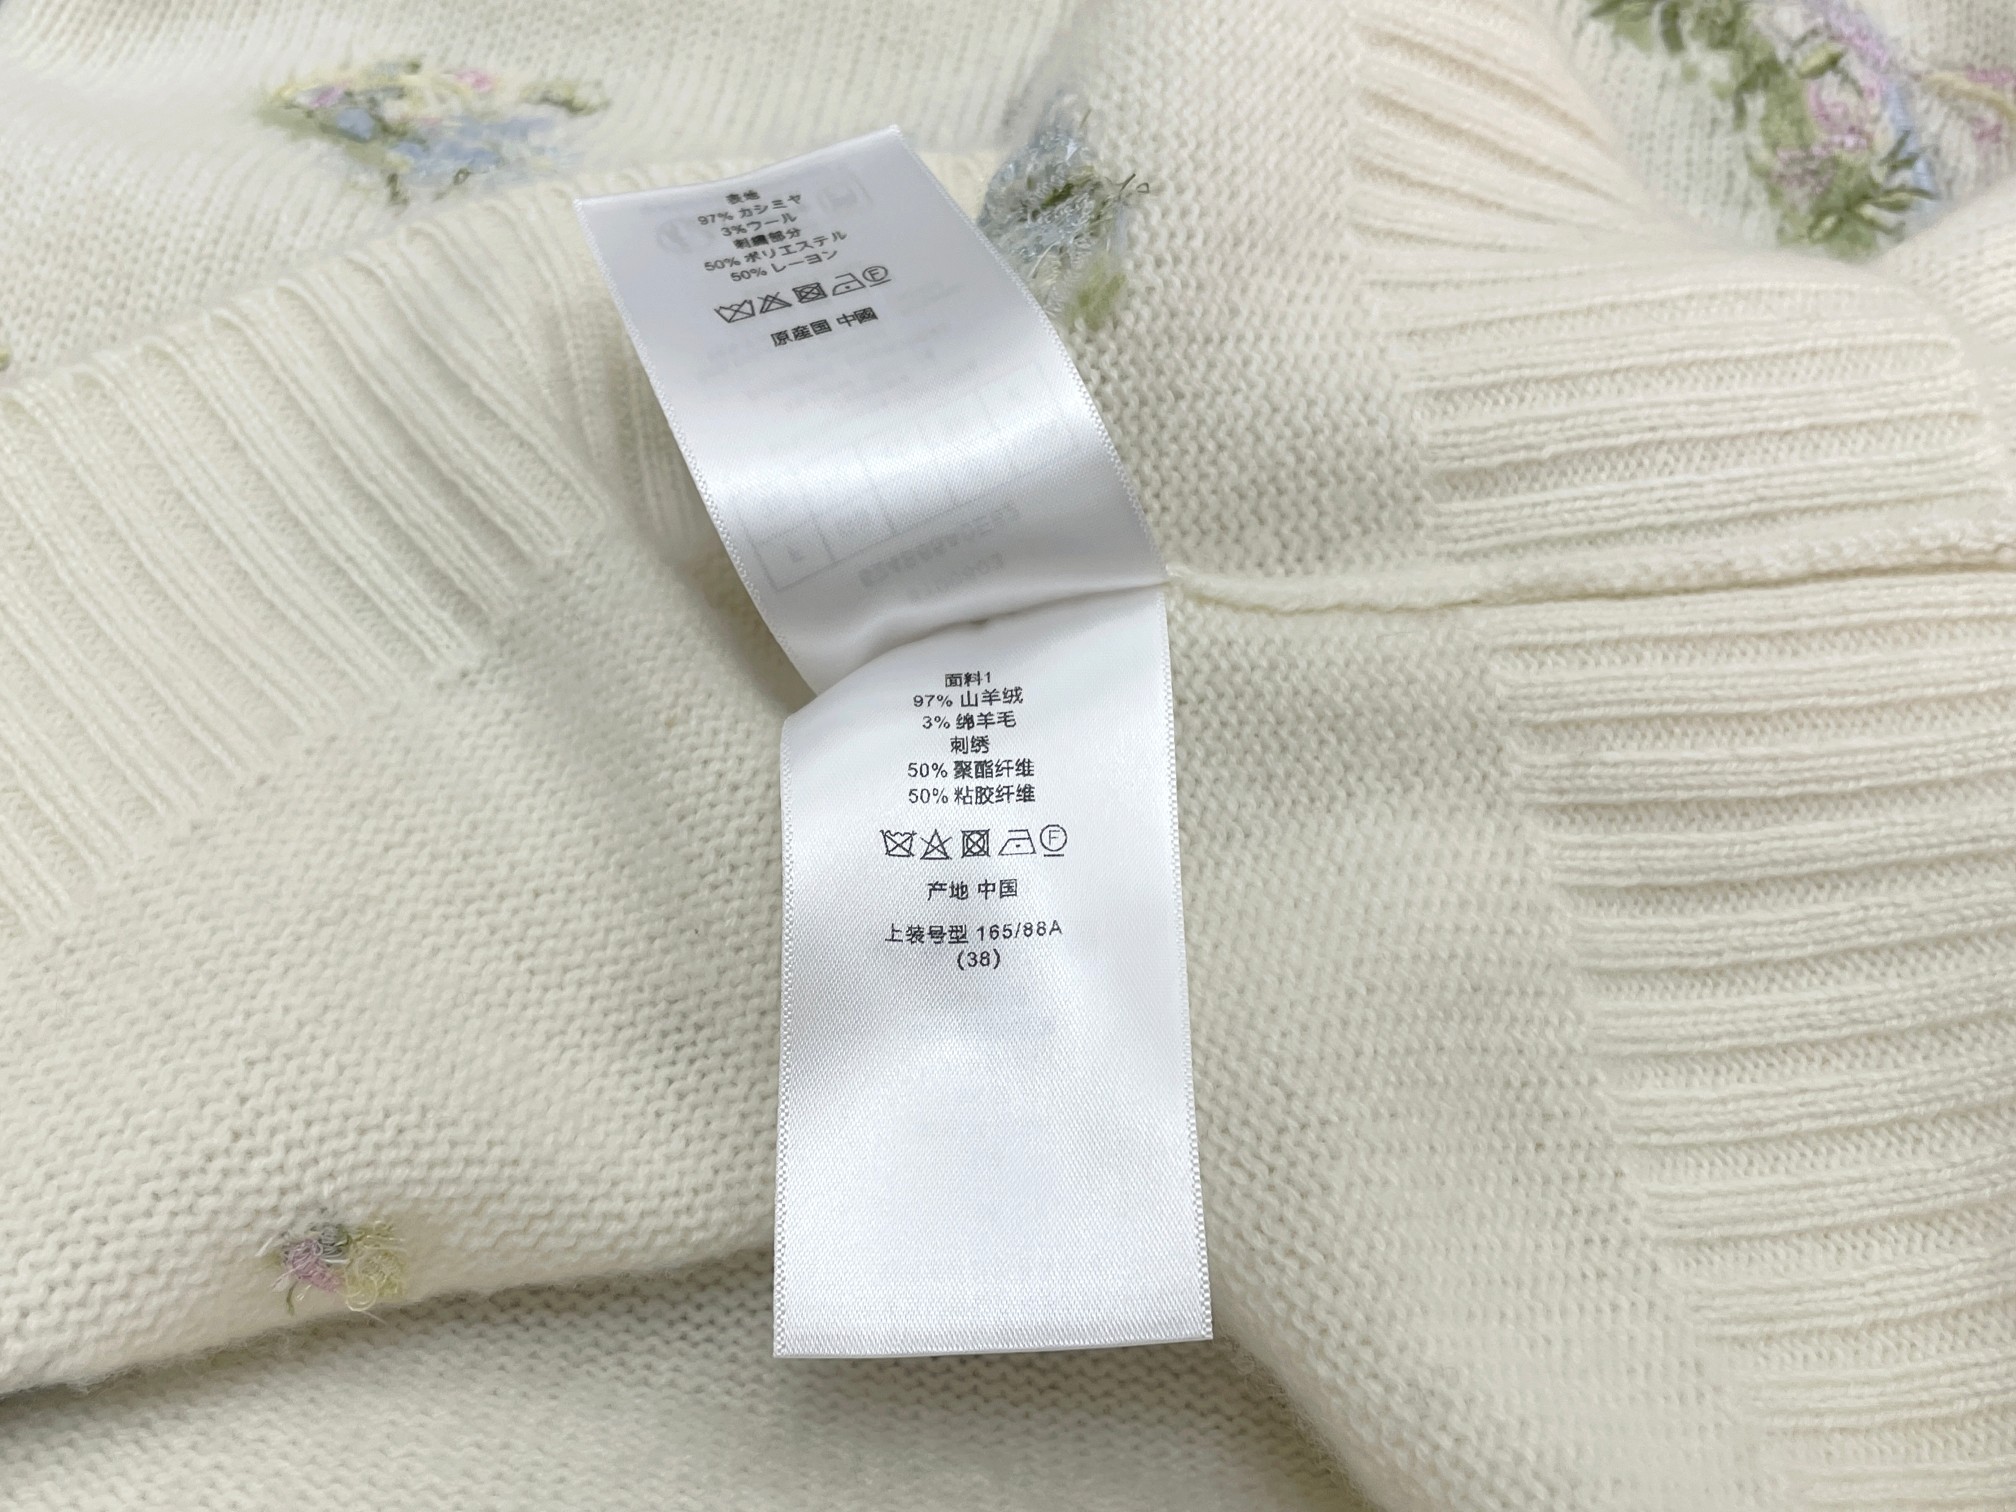 表地
97% カシミヤ
3% ウール
刺繍部分
50% ポリエステル
50% レーヨン
F
原産国 中國
面料1
97% 山羊绒
3% 绵羊毛
刺绣
50% 聚酯纤维
50% 粘胶纤维
F
产地 中国
上装号型 165/88A
(38)